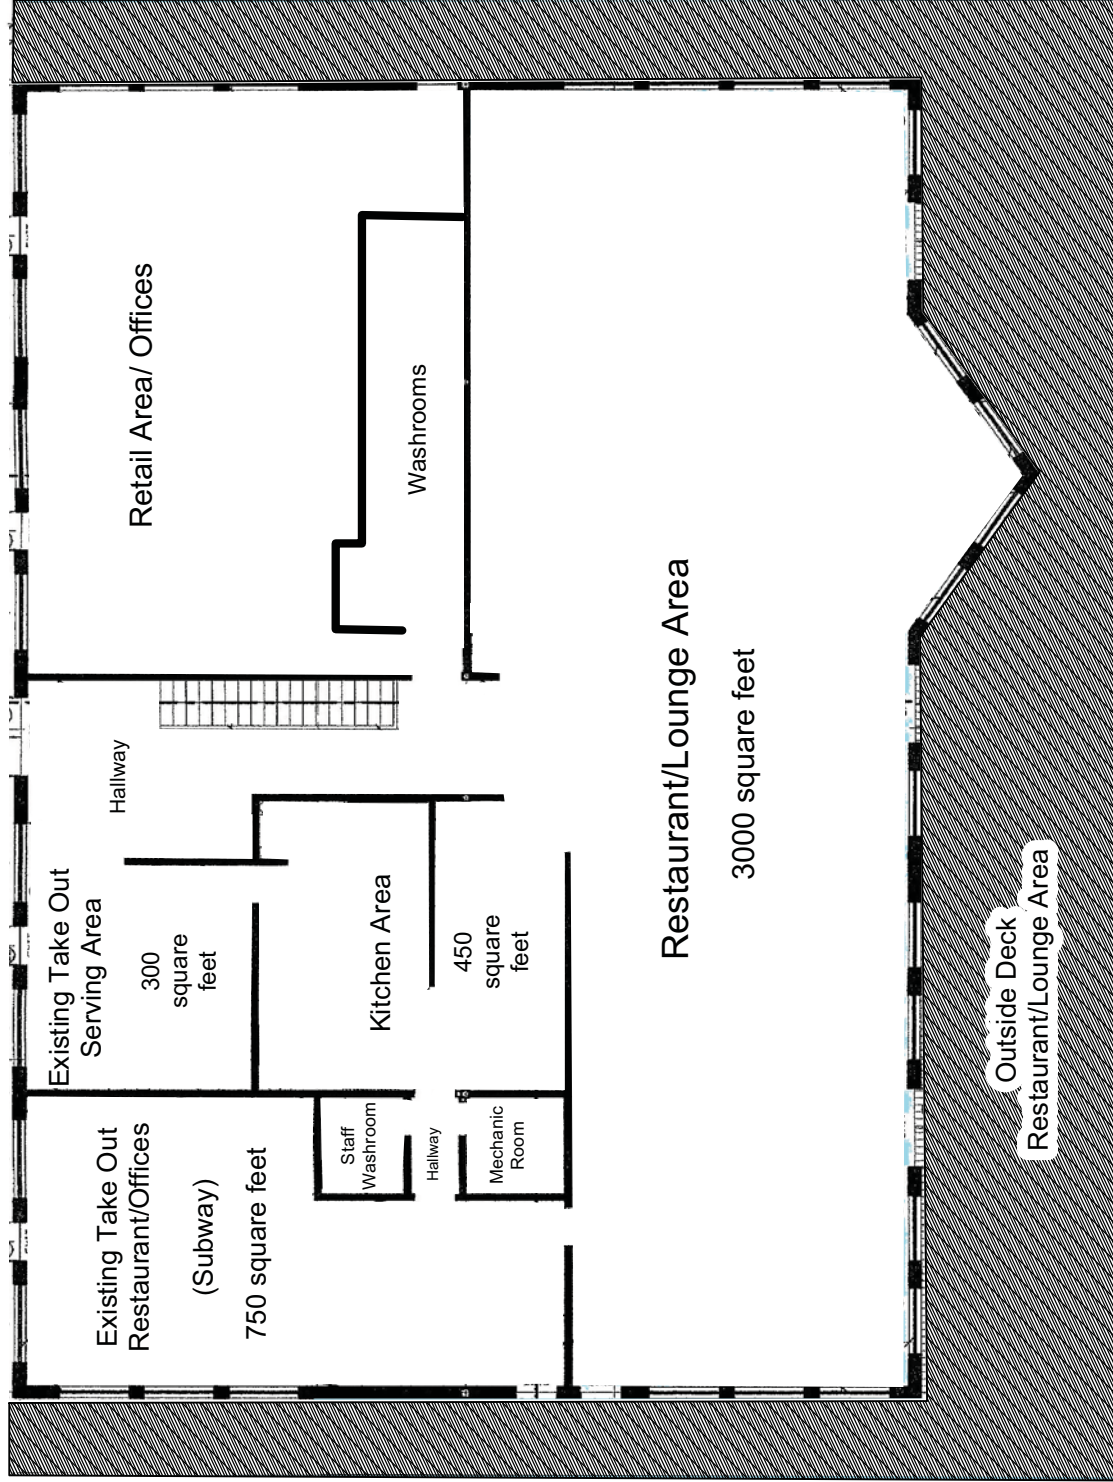 Existing Take Out
Restaurant/Offices
(Subway)
750 square feet
Existing Take Out
Serving Area
300
square
feet
Hallway
Retail Area/ Offices
Staff
Washroom
Hallway
Mechanic
Room
Kitchen Area
450
square
feet
Washrooms
Restaurant/Lounge Area
3000 square feet
Outside Deck
Restaurant/Lounge Area